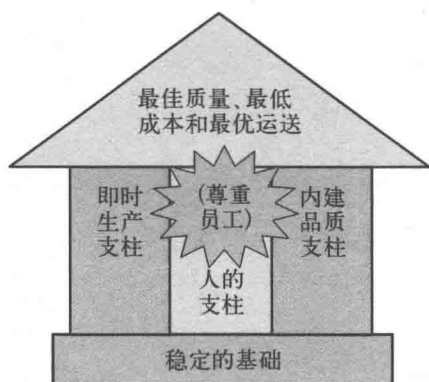 最佳质量、最低
成本和最优运送
即时
生产
支柱
(尊重
员工)
人的
支柱
内建
品质
支柱
稳定的基础